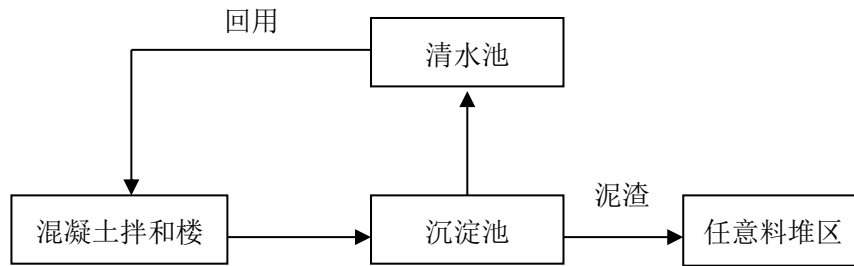 回用
清水池
泥渣
混凝土拌和楼
沉淀池
任意料堆区